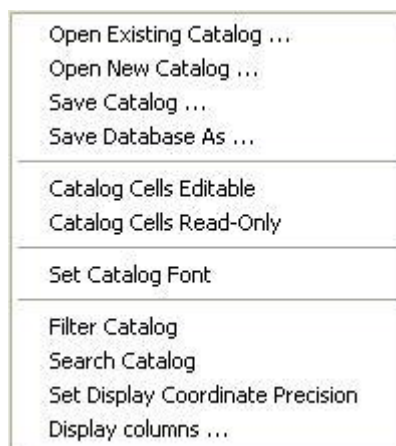 Open Existing Catalog ...
Open New Catalog ...
Save Catalog ...
Save Database As ...
Catalog Cells Editable
Catalog Cells Read-Only
Set Catalog Font
Filter Catalog
Search Catalog
Set Display Coordinate Precision
Display columns ...